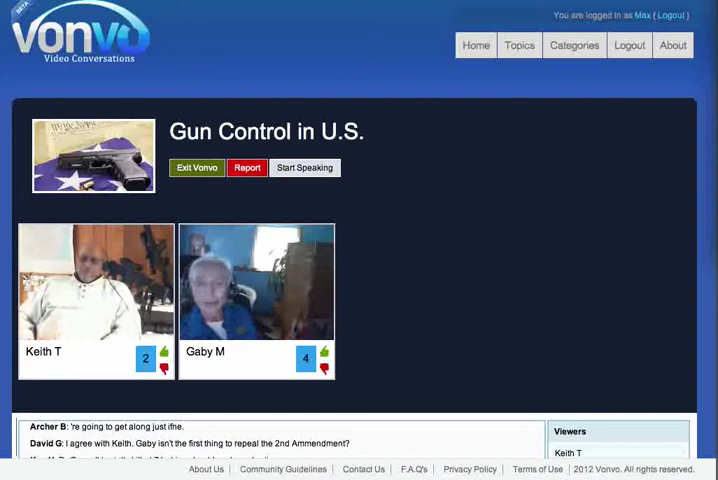 BETA
You are logged in as Max ( Logout )
vonvo
Video Conversations
Home Topics Categories Logout About
Gun Control in U.S.
Exit Vonvo Report Start Speaking
Keith T 2
Gaby M 4
Archer B: 're going to get along just ifne.
David G: I agree with Keith. Gaby isn't the first thing to repeal the 2nd Ammendment?
Viewers
Keith T
About Us | Community Guidelines | Contact Us | F.A.Q's | Privacy Policy | Terms of Use | 2012 Vonvo. All rights reserved.